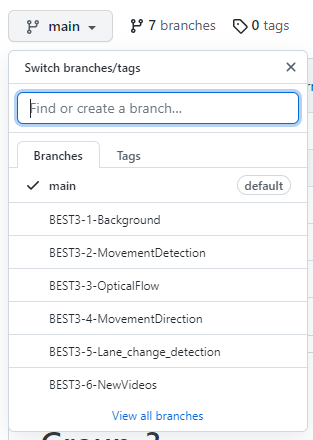 main 7 branches 0 tags
Switch branches/tags
Find or create a branch...
Branches Tags
main default
BEST3-1-Background
BEST3-2-MovementDetection
BEST3-3-OpticalFlow
BEST3-4-MovementDirection
BEST3-5-Lane_change_detection
BEST3-6-NewVideos
View all branches